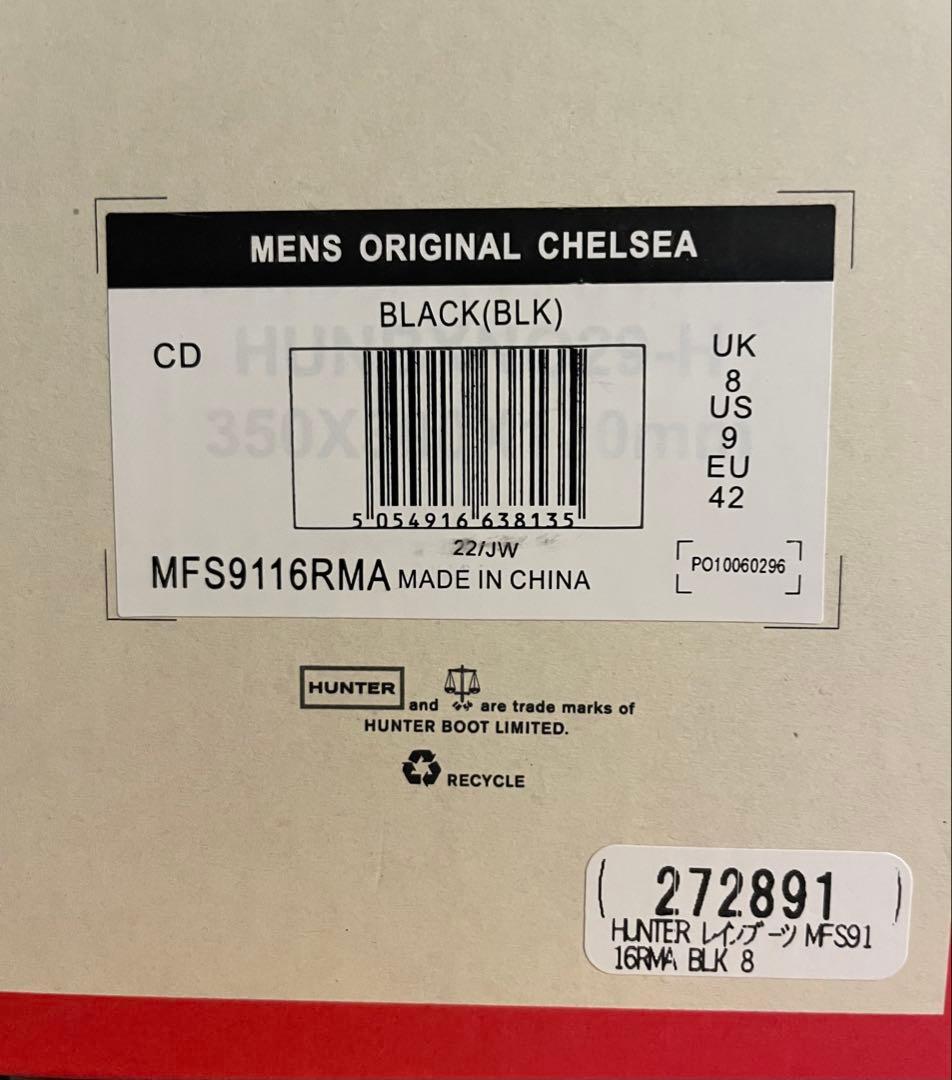 MENS ORIGINAL CHELSEA
BLACK(BLK)
CD
UK
8
US
9
EU
42
5 054916 638135
22/JW
MFS9116RMA MADE IN CHINA
PO10060296
HUNTER and are trade marks of
HUNTER BOOT LIMITED.
RECYCLE
( 272891 )
HUNTER レインブーツ MFS91
16RMA BLK 8